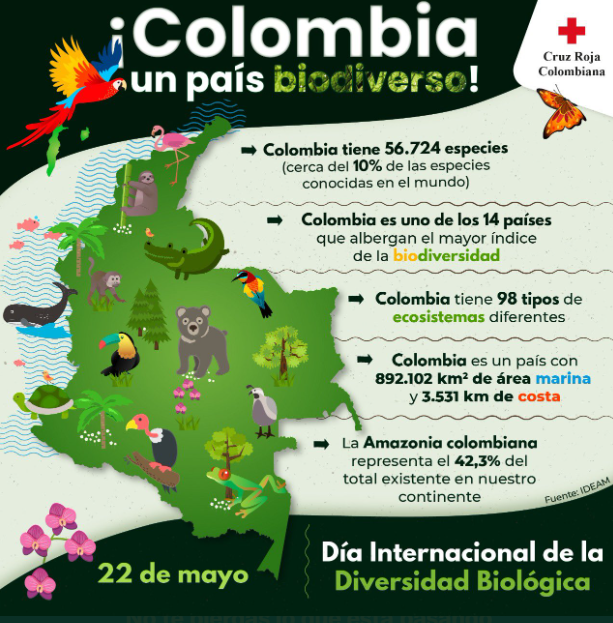 ¡Colombia
un país biodiverso!
Cruz Roja
Colombiana
Colombia tiene 56.724 especies
(cerca del 10% de las especies
conocidas en el mundo)
Colombia es uno de los 14 países
que albergan el mayor índice
de la biodiversidad
Colombia tiene 98 tipos de
ecosistemas diferentes
Colombia es un país con
892.102 km² de área marina
y 3.531 km de costa
La Amazonia colombiana
representa el 42,3% del
total existente en nuestro
continente
Fuente: IDEAM
22 de mayo
Día Internacional de la
Diversidad Biológica